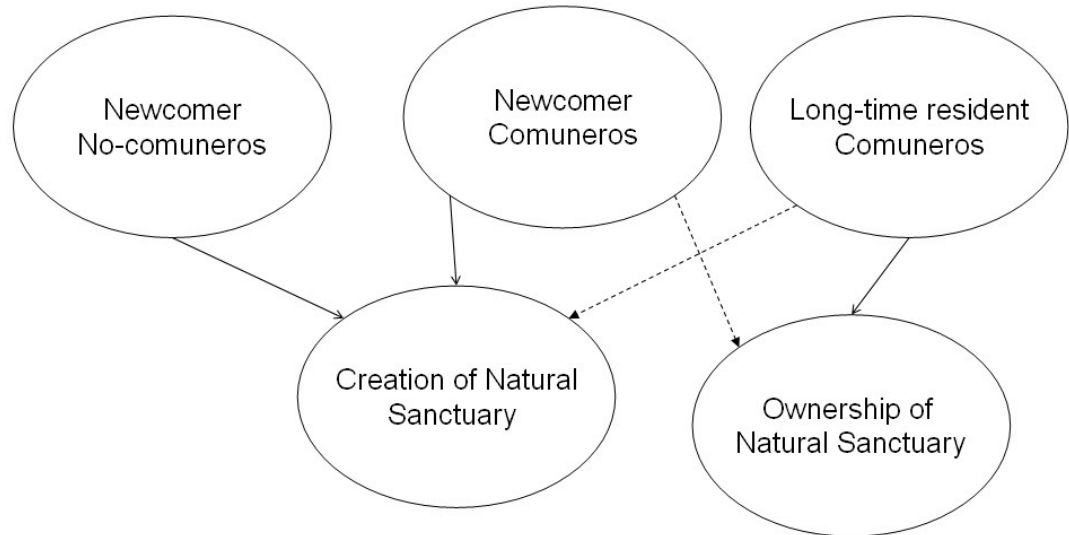 Newcomer
No-comuneros
Newcomer
Comuneros
Long-time resident
Comuneros
Creation of Natural
Sanctuary
Ownership of
Natural Sanctuary